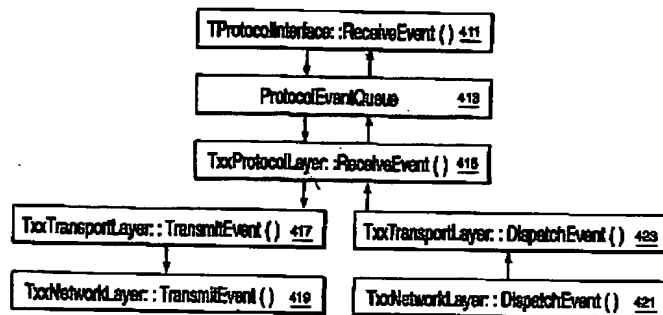 TProtocolInterface::ReceiveEvent() 411
ProtocolEventQueue 413
TxxProtocolLayer::ReceiveEvent() 415
TxxTransportLayer::TransmitEvent() 417
TxxTransportLayer::DispatchEvent() 423
TxxNetworkLayer::TransmitEvent() 419
TxxNetworkLayer::DispatchEvent() 421